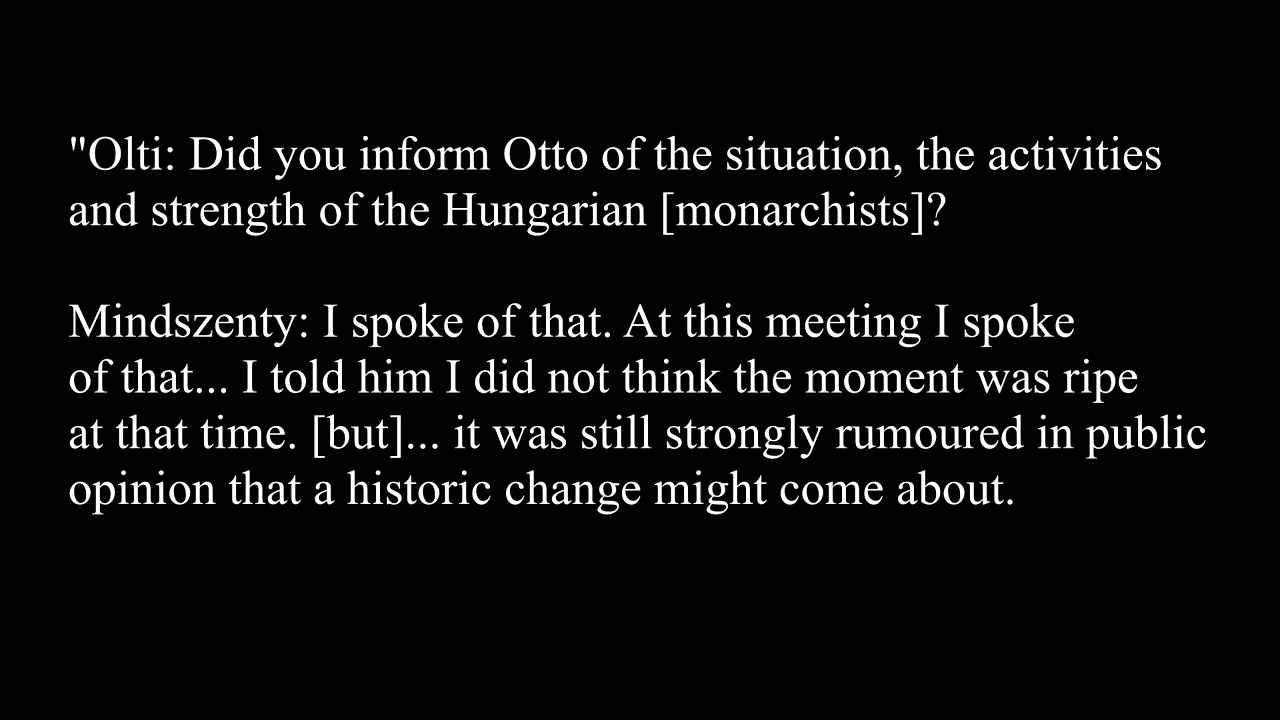 "Olti: Did you inform Otto of the situation, the activities
and strength of the Hungarian [monarchists]?
Mindszenty: I spoke of that. At this meeting I spoke
of that... I told him I did not think the moment was ripe
at that time. [but]... it was still strongly rumoured in public
opinion that a historic change might come about.